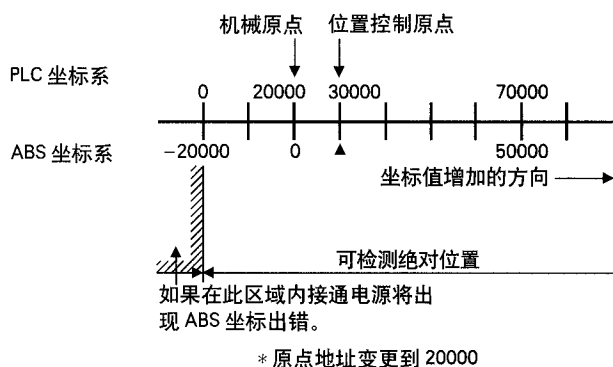 机械原点 位置控制原点
PLC 坐标系 0 20000 30000 70000
ABS 坐标系 -20000 0 50000
坐标值增加的方向
可检测绝对位置
如果在此区域内接通电源将出
现 ABS 坐标出错。
* 原点地址变更到 20000